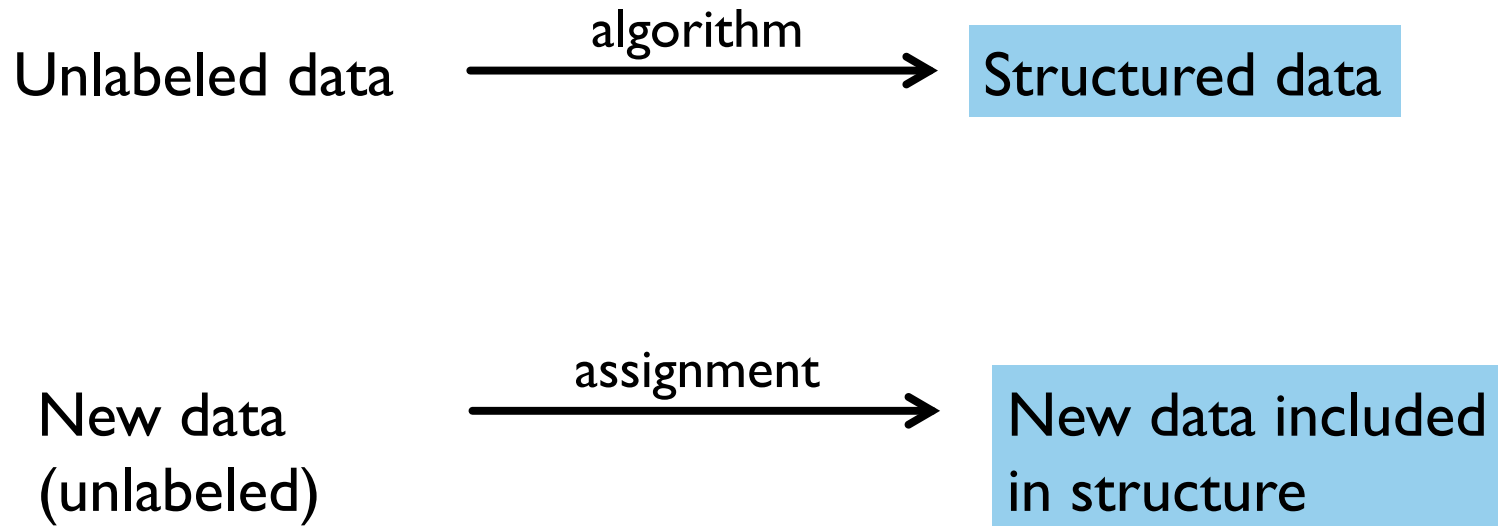 algorithm
Unlabeled data
Structured data
assignment
New data
(unlabeled)
New data included
in structure